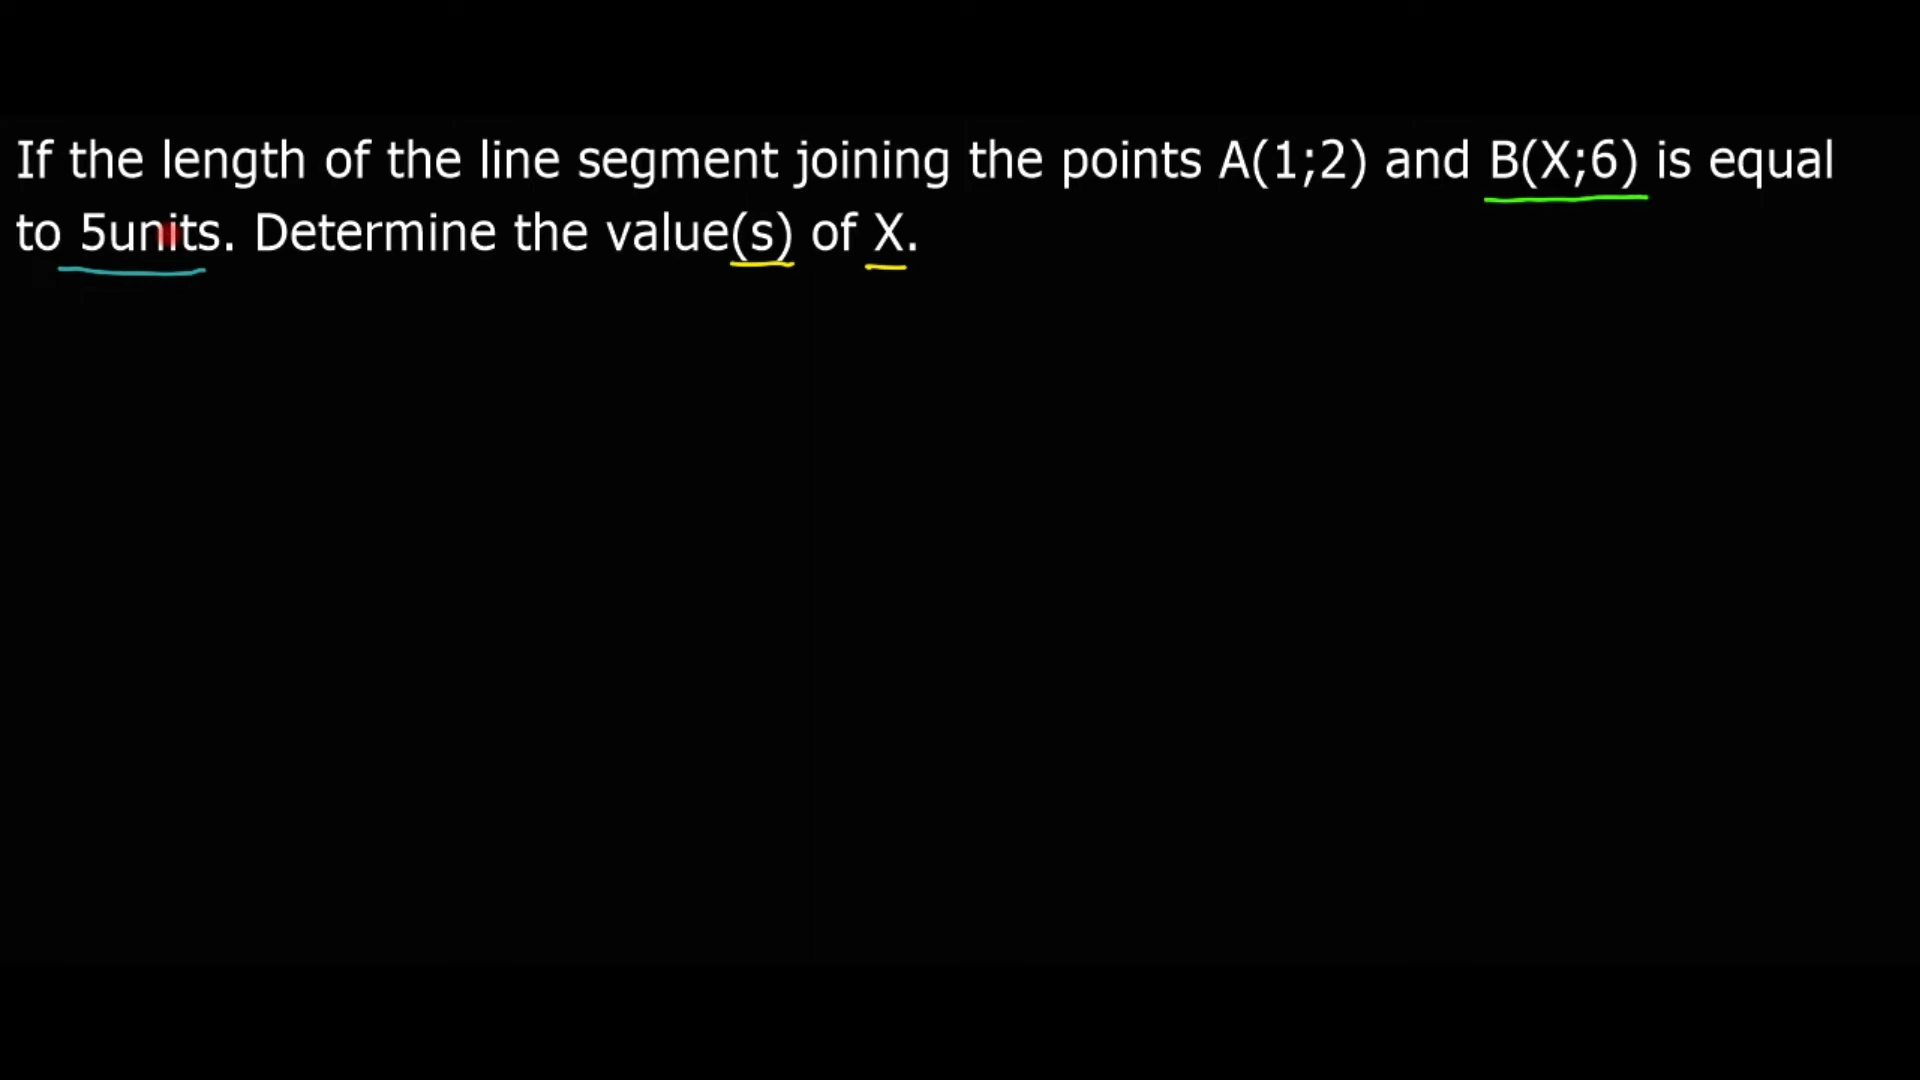 If the length of the line segment joining the points A(1;2) and B(X;6) is equal
to 5units. Determine the value(s) of X.